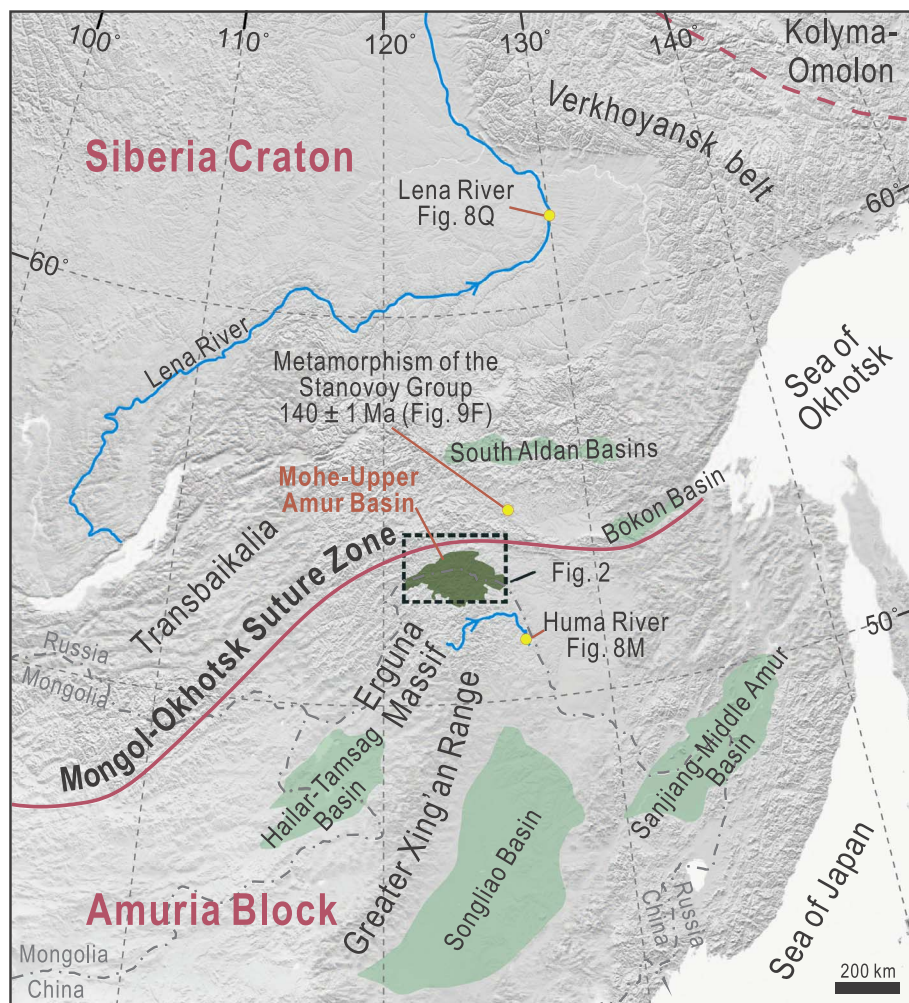 100°
110°
120°
130°
140°
Kolyma-
Omolon
Verkhoyansk belt
Siberia Craton
Lena River
Fig. 8Q
60°
60°
Lena River
Sea of
Okhotsk
Metamorphism of the
Stanovoy Group
140 ± 1 Ma (Fig. 9F)
South Aldan Basins
Mohe-Upper
Amur Basin
Bokon Basin
Transbaikalia
Mongol-Okhotsk Suture Zone
Fig. 2
Huma River
Fig. 8M
50°
Russia
Mongolia
Erguna
Massif
Greater Xing'an Range
Hailar-Tamsag
Basin
Songliao Basin
Sanjiang-Middle Amur
Basin
Amuria Block
Russia
China
Sea of Japan
Mongolia
China
200 km